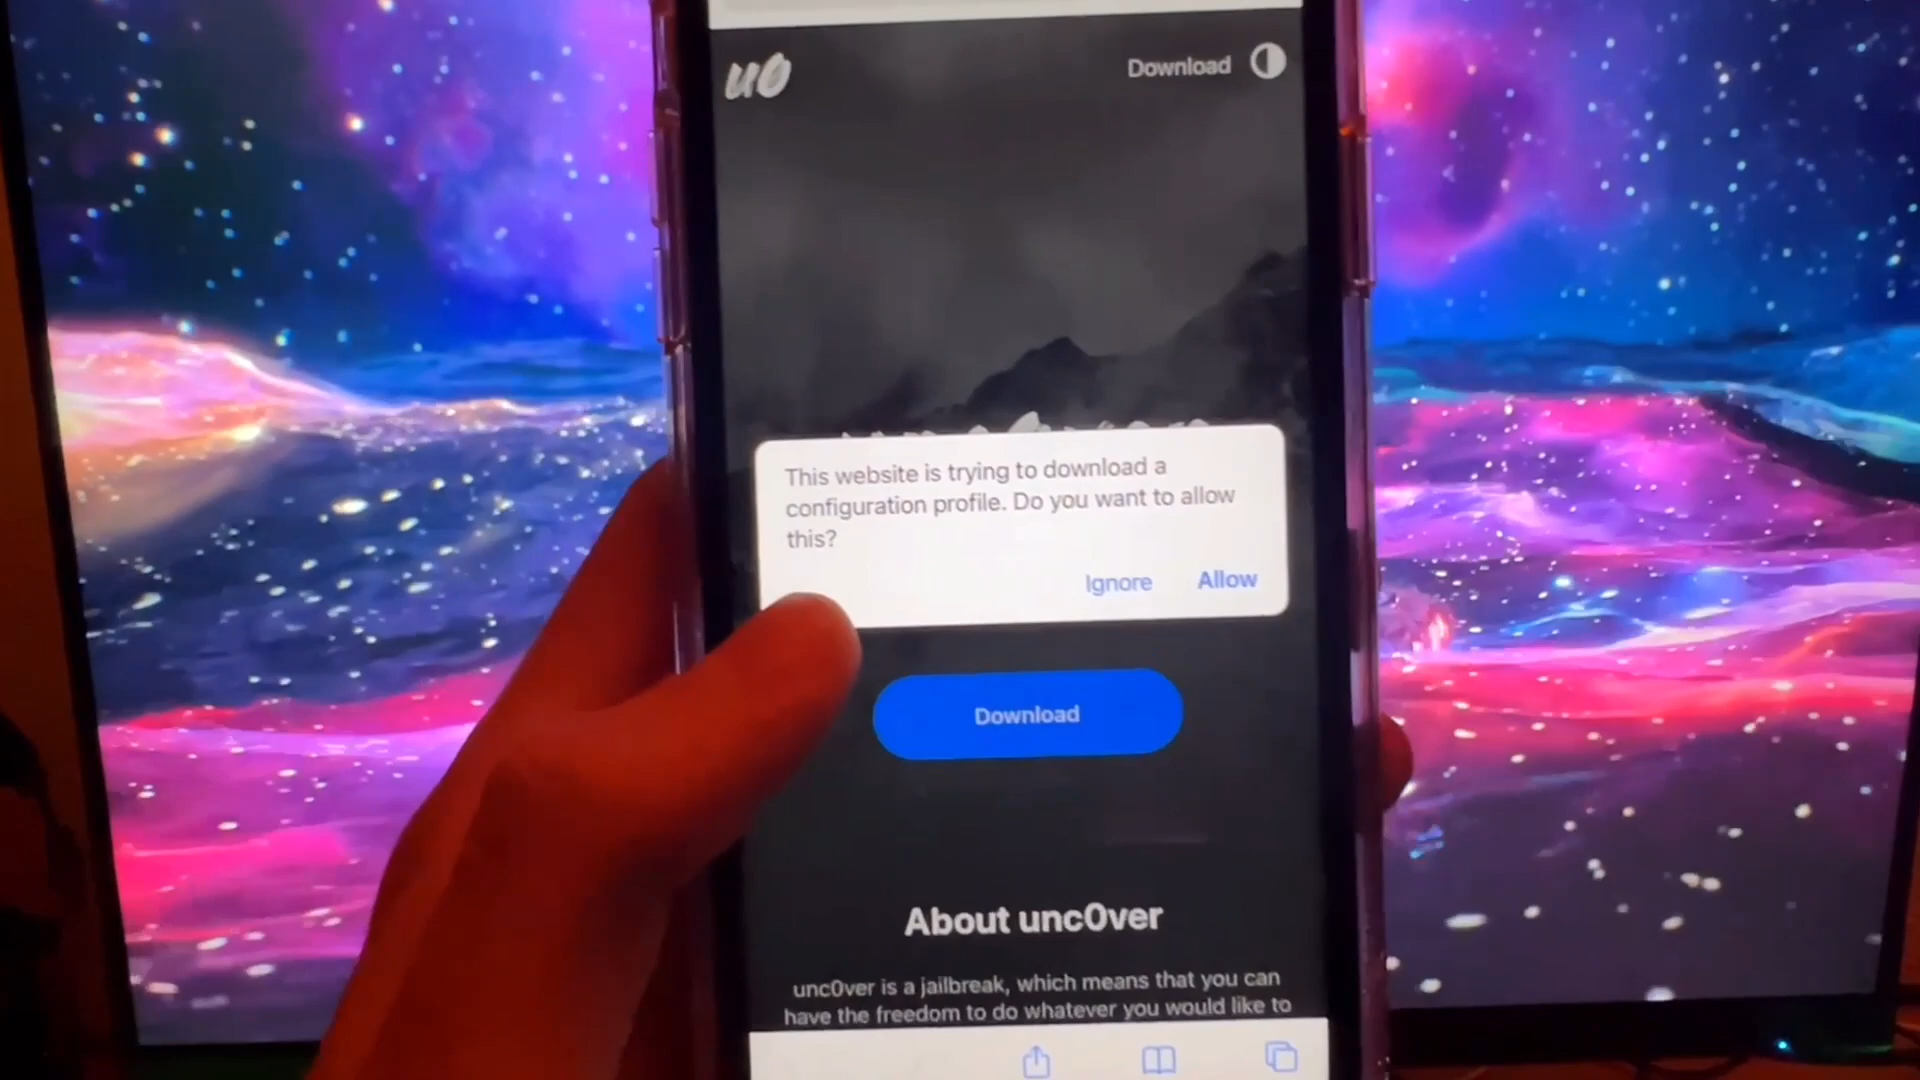 u0
Download
This website is trying to download a
configuration profile. Do you want to allow
this?
Ignore Allow
Download
About unc0ver
unc0ver is a jailbreak, which means that you can
have the freedom to do whatever you would like to